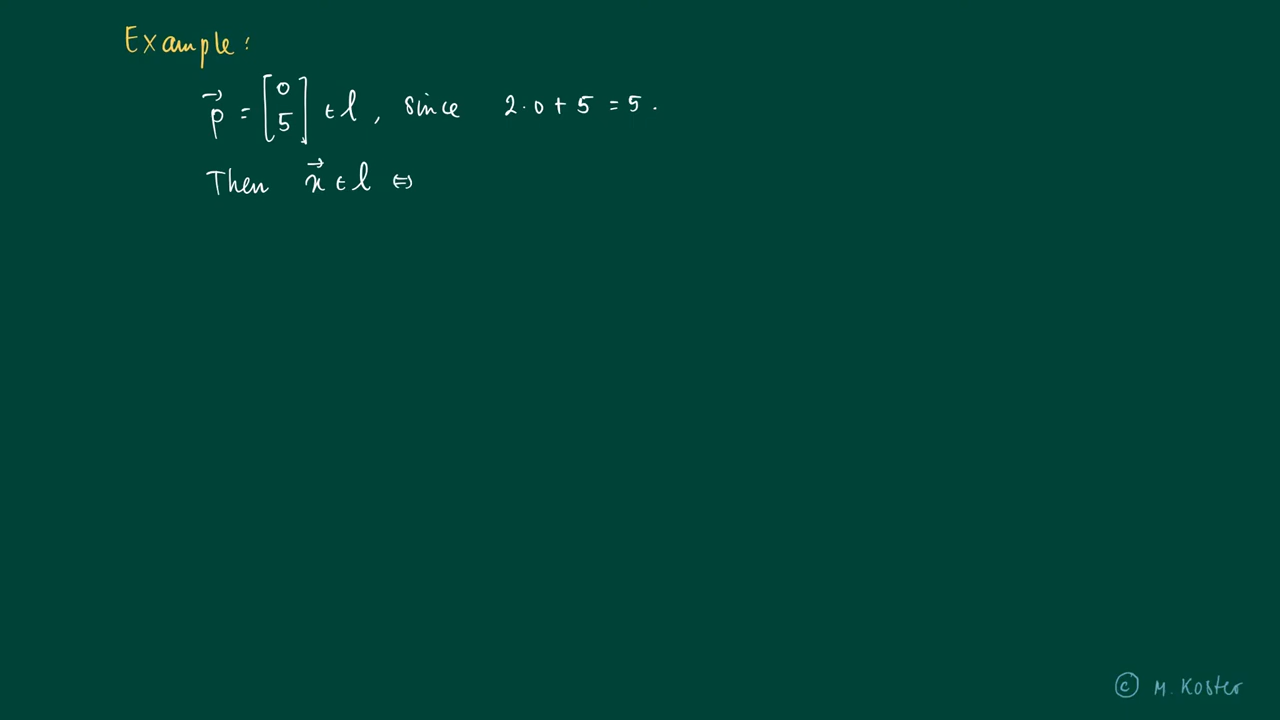 Example:
p⃗ = [0 5] ∈ l, since 2·0 + 5 = 5.
Then x⃗ ∈ l ⇔
© M. Koster